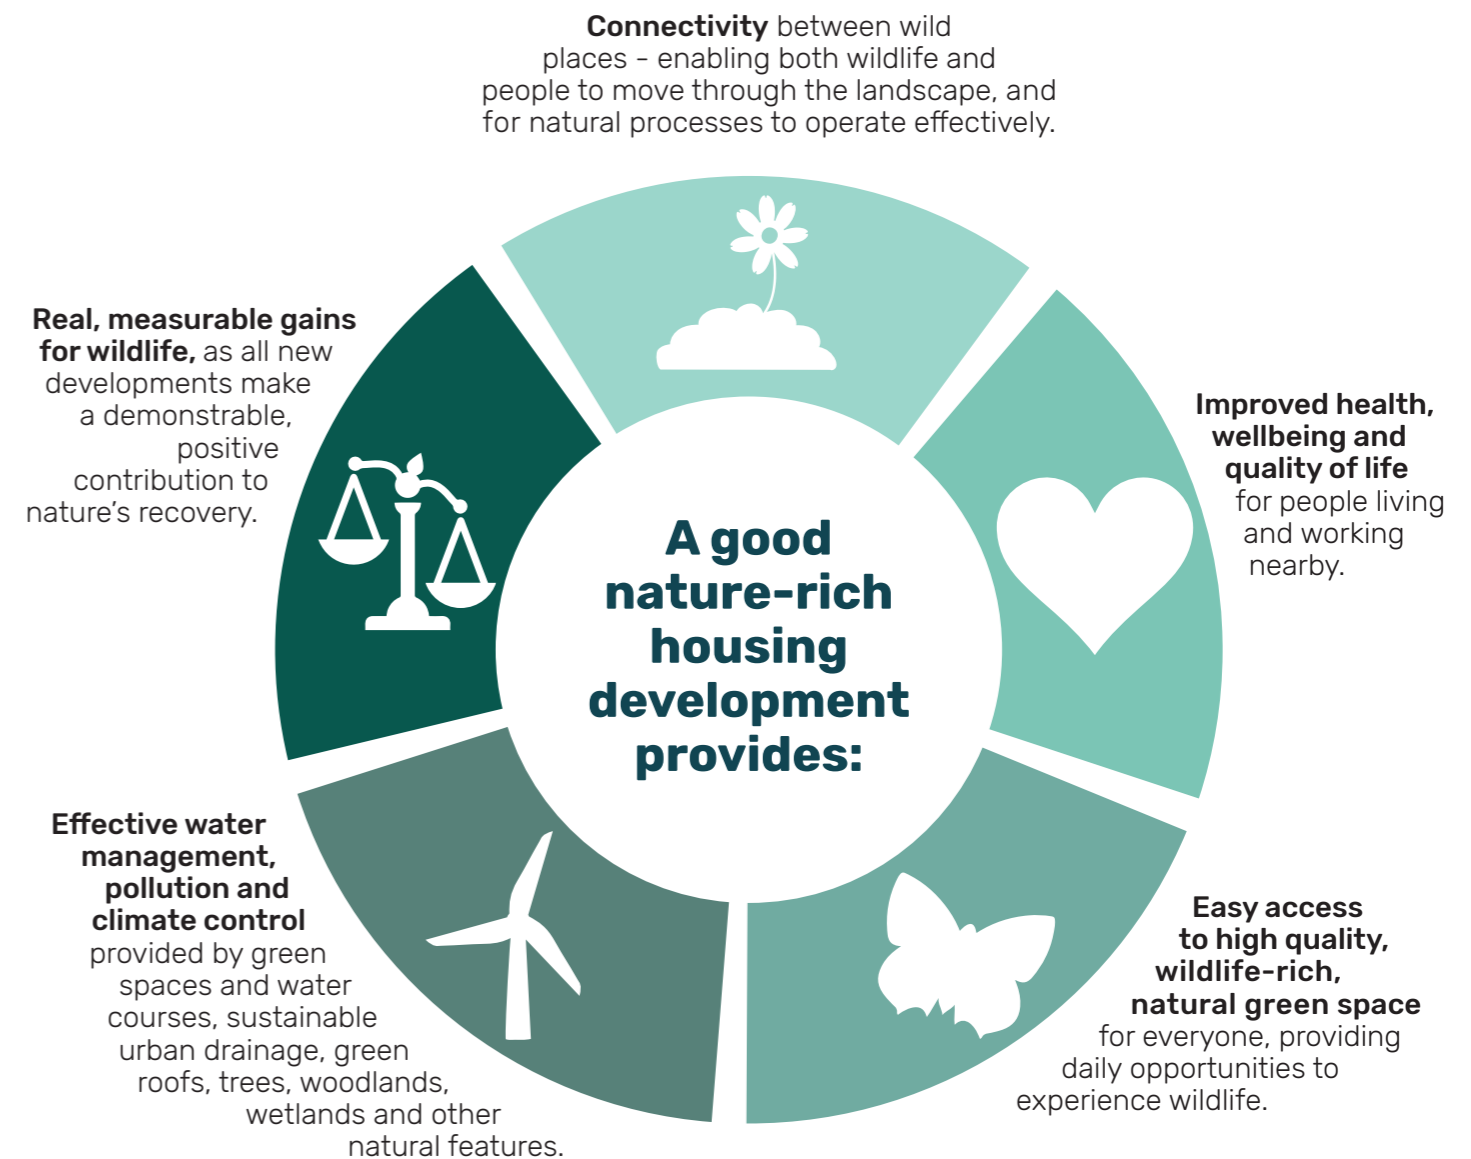 Connectivity between wild
places - enabling both wildlife and
people to move through the landscape, and
for natural processes to operate effectively.
Real, measurable gains
for wildlife, as all new
developments make
a demonstrable,
positive
contribution to
nature's recovery.
Improved health,
wellbeing and
quality of life
for people living
and working
nearby.
A good
nature-rich
housing
development
provides:
Effective water
management,
pollution and
climate control
provided by green
spaces and water
courses, sustainable
urban drainage, green
roofs, trees, woodlands,
wetlands and other
natural features.
Easy access
to high quality,
wildlife-rich,
natural green space
for everyone, providing
daily opportunities to
experience wildlife.